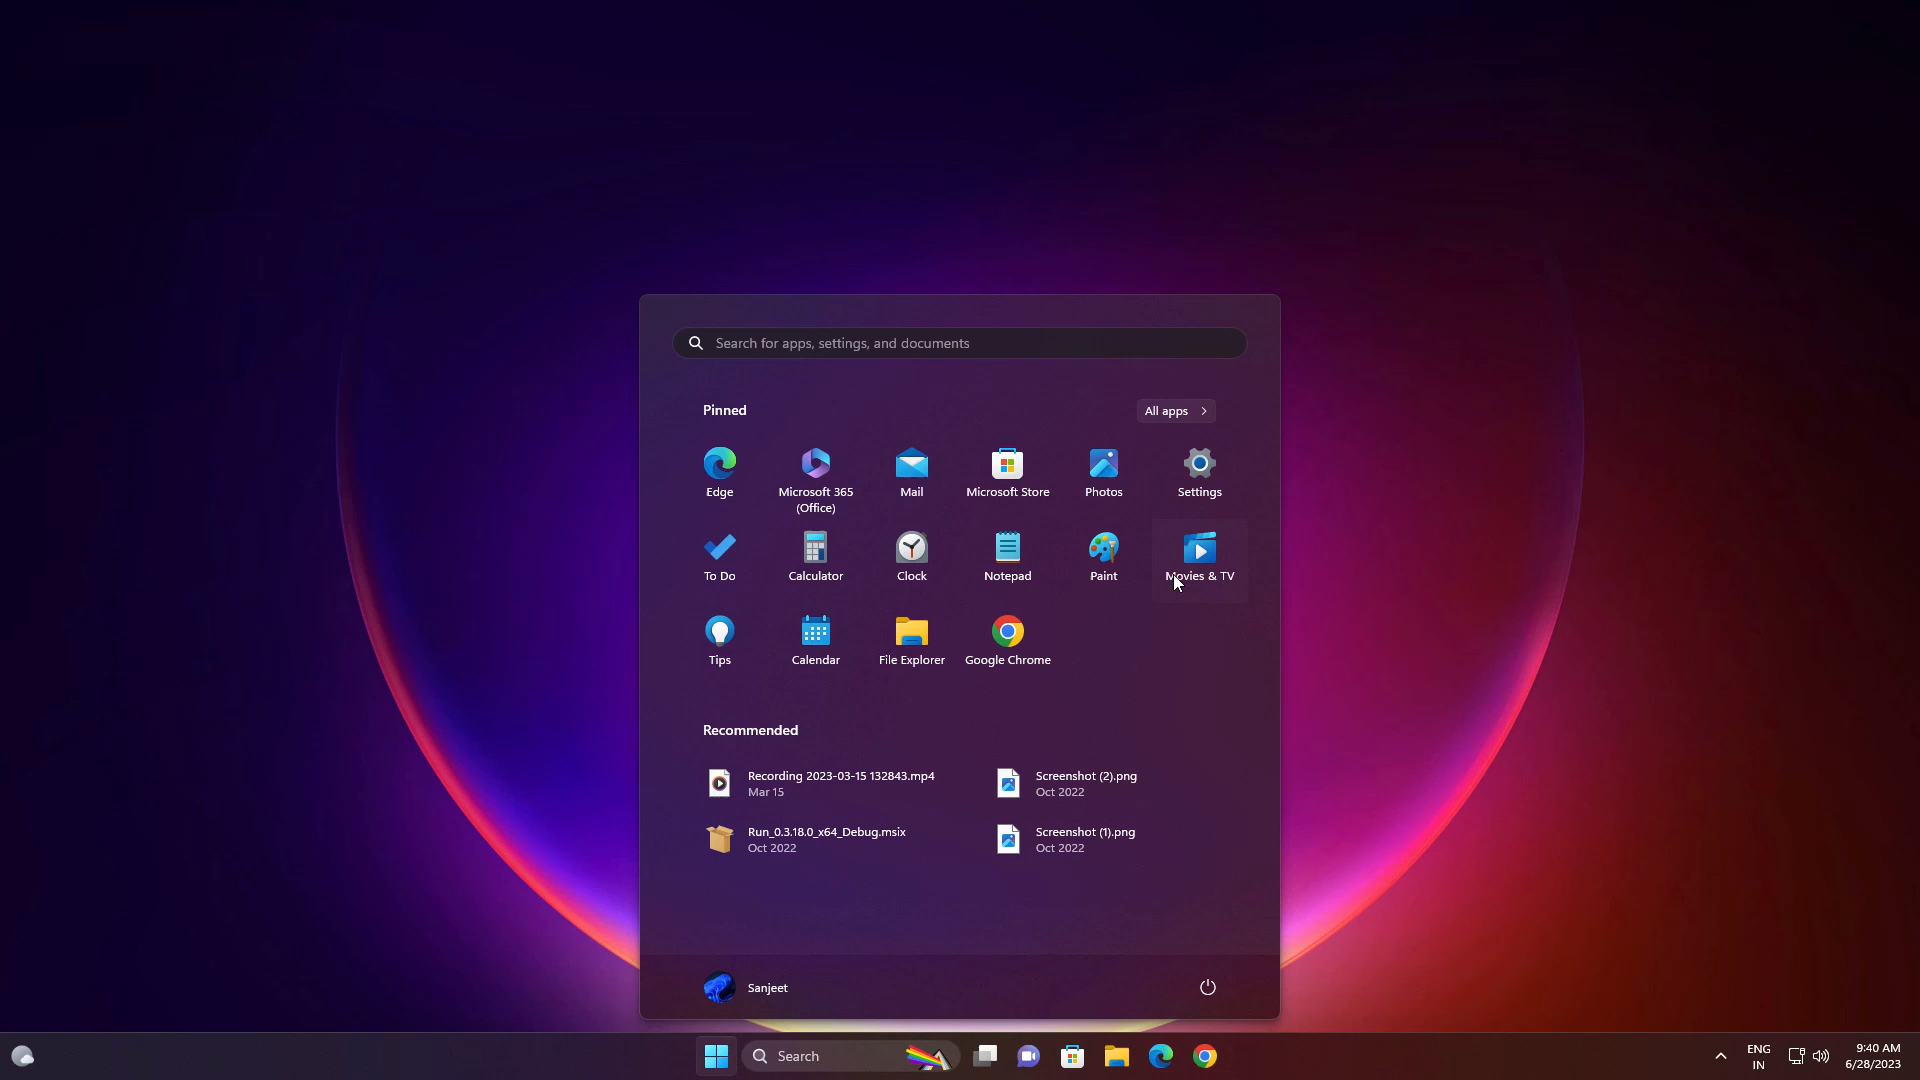 Search for apps, settings, and documents
Pinned
All apps
Edge
Microsoft 365
(Office)
Mail
Microsoft Store
Photos
Settings
To Do
Calculator
Clock
Notepad
Paint
Movies & TV
Tips
Calendar
File Explorer
Google Chrome
Recommended
Recording 2023-03-15 132843.mp4
Mar 15
Screenshot (2).png
Oct 2022
Run_0.3.18.0_x64_Debug.msix
Oct 2022
Screenshot (1).png
Oct 2022
Sanjeet
Search
ENG
IN
9:40 AM
6/28/2023